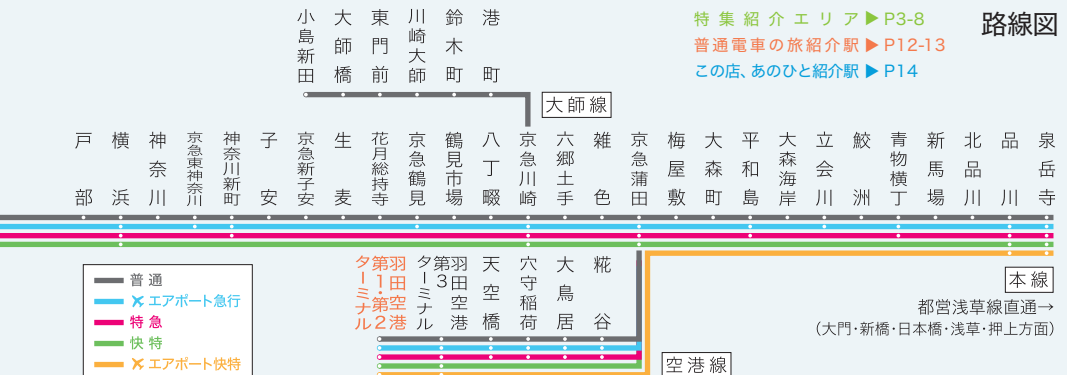 路線図
特集紹介エリア▶P3-8
普通電車の旅紹介駅▶P12-13
この店、あのひと紹介駅▶P14
小島新田
大師橋
東門前
川崎大師
鈴木町
港町
大師線
戸部
横浜
神奈川
京急東神奈川
神奈川新町
子安
京急新子安
生麦
花月総持寺
京急鶴見
鶴見市場
八丁畷
京急川崎
六郷土手
雑色
京急蒲田
梅屋敷
大森町
平和島
大森海岸
立会川
鮫洲
青物横丁
新馬場
北品川
品川
泉岳寺
本線
都営浅草線直通→
(大門・新橋・日本橋・浅草・押上方面)
羽田空港
第1・第2
ターミナル
羽田空港
第3
ターミナル
天空橋
穴守稲荷
大鳥居
糀谷
空港線
普通
エアポート急行
特急
快特
エアポート快特